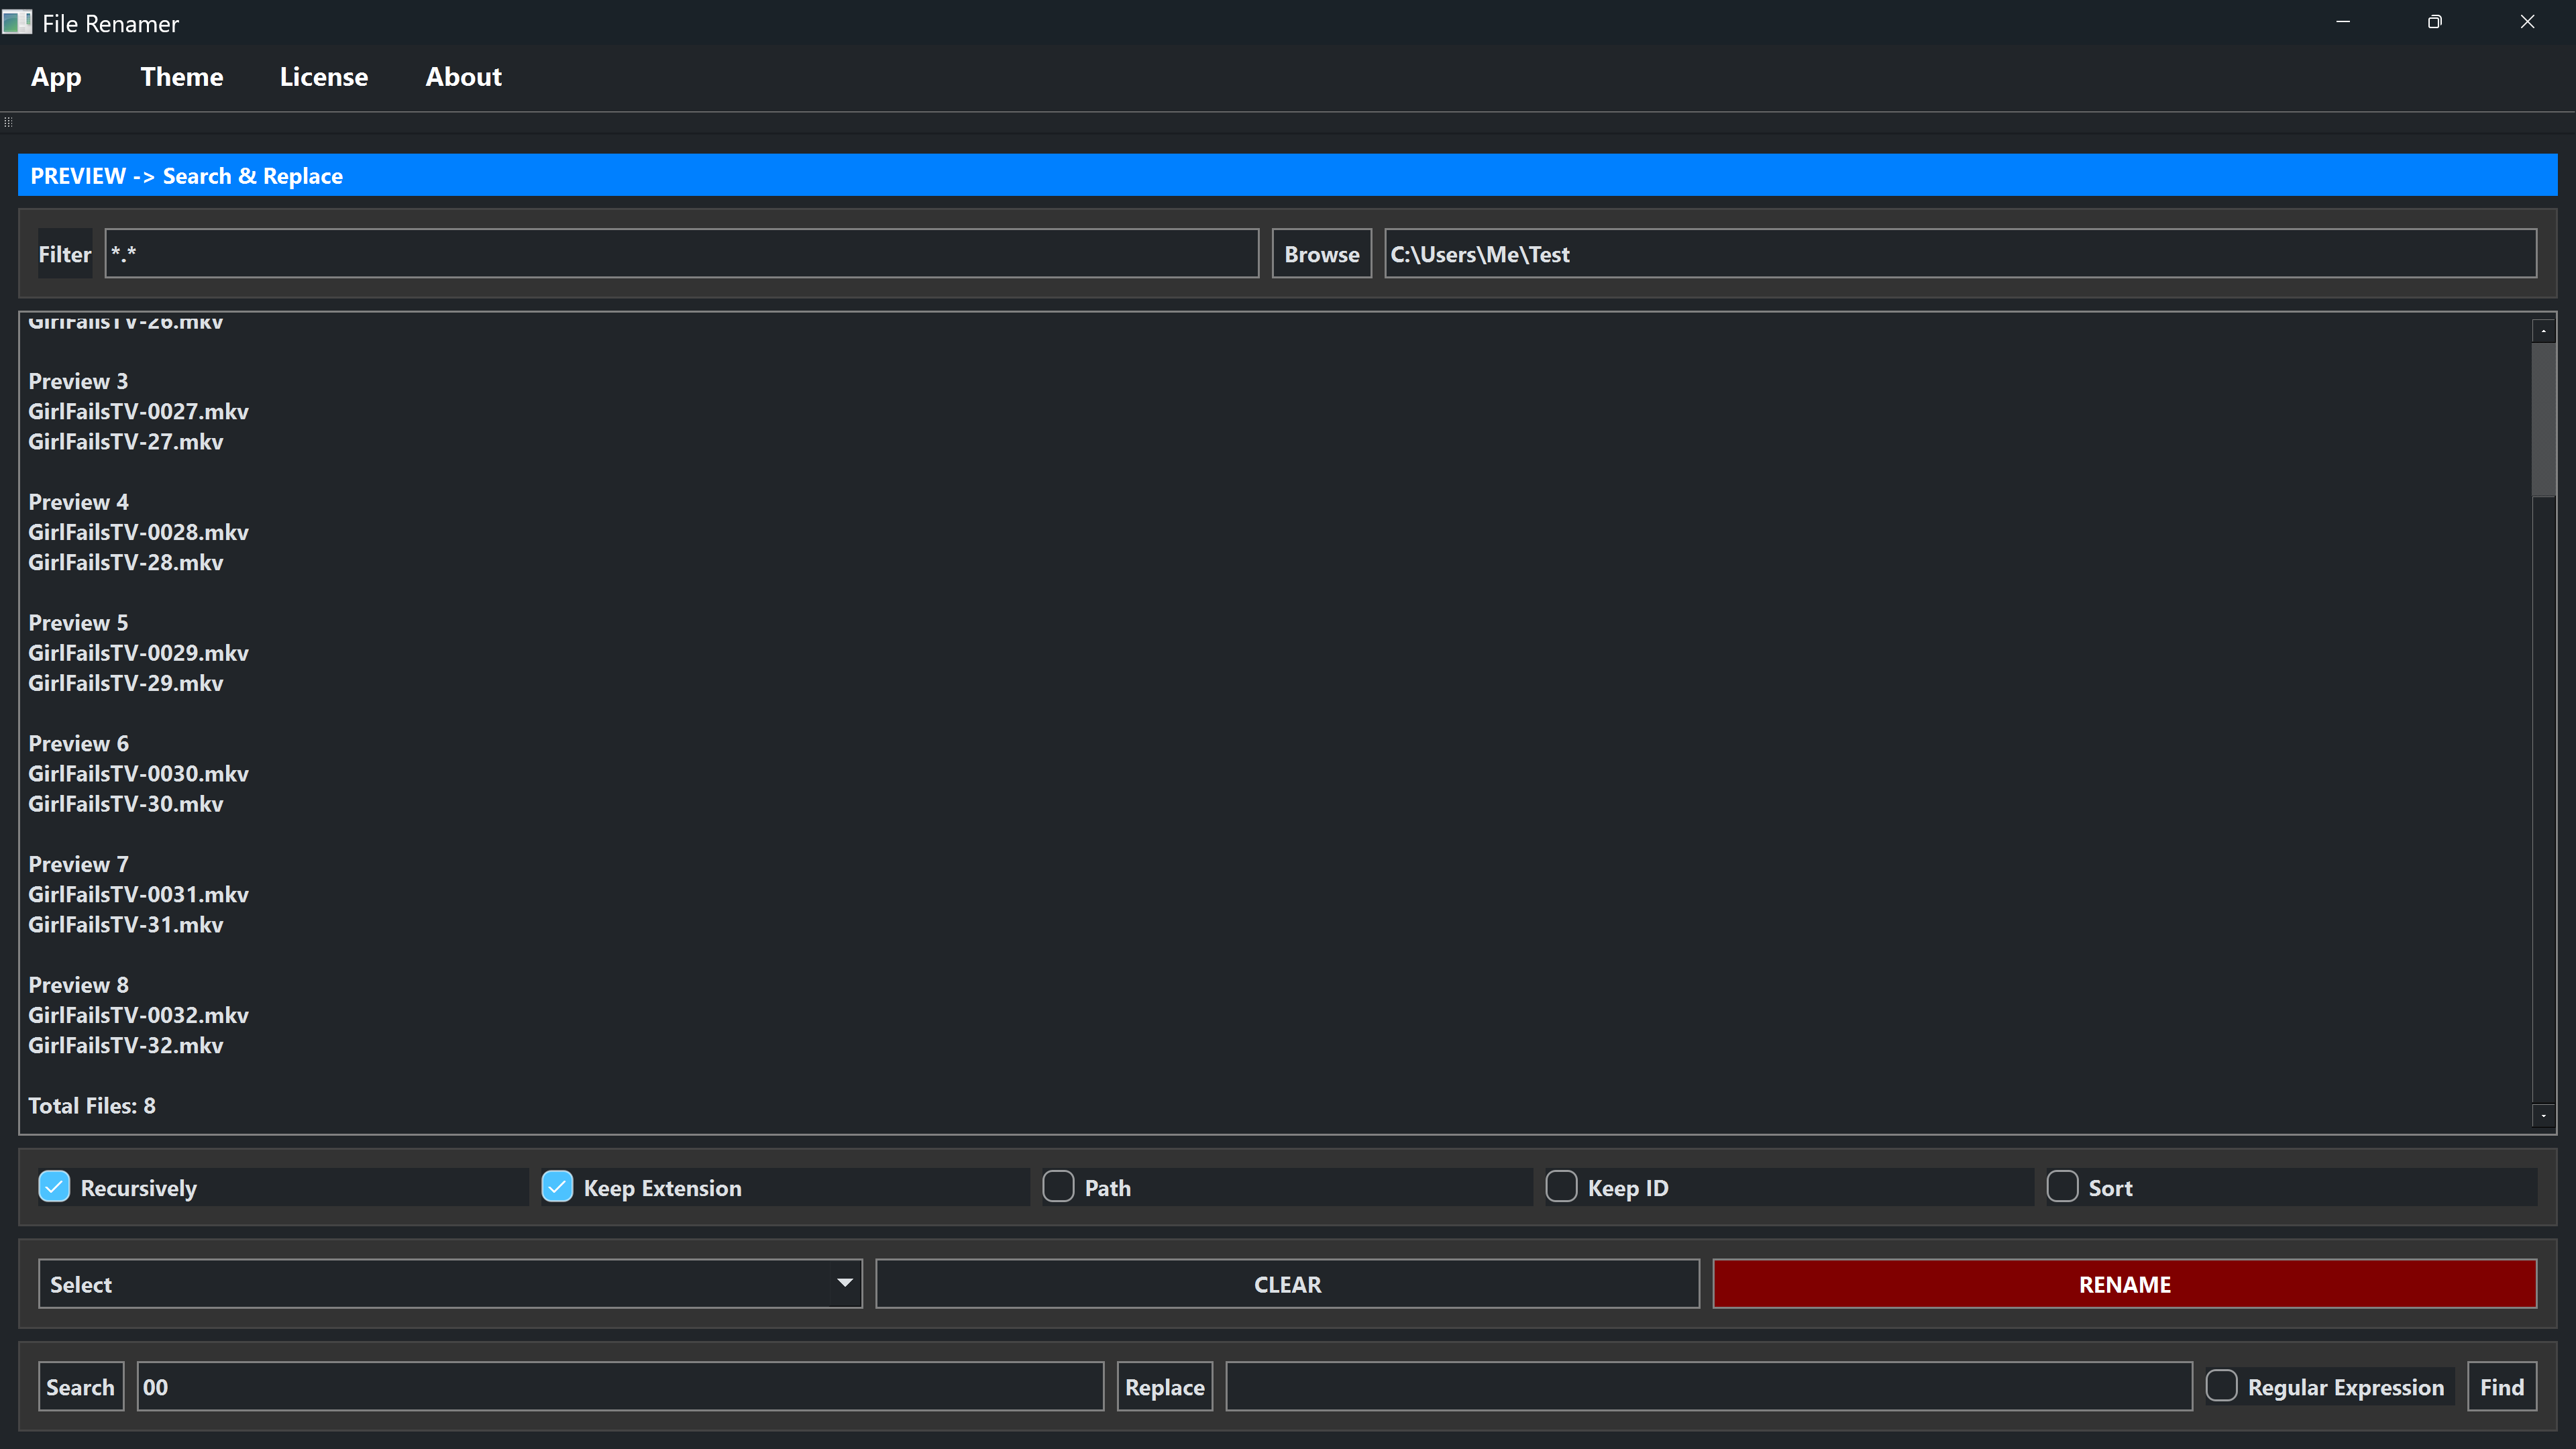 File Renamer
App Theme License About
PREVIEW -> Search & Replace
Filter *.* Browse C:\Users\Me\Test
GirlFailsTV-26.mkv
Preview 3
GirlFailsTV-0027.mkv
GirlFailsTV-27.mkv
Preview 4
GirlFailsTV-0028.mkv
GirlFailsTV-28.mkv
Preview 5
GirlFailsTV-0029.mkv
GirlFailsTV-29.mkv
Preview 6
GirlFailsTV-0030.mkv
GirlFailsTV-30.mkv
Preview 7
GirlFailsTV-0031.mkv
GirlFailsTV-31.mkv
Preview 8
GirlFailsTV-0032.mkv
GirlFailsTV-32.mkv
Total Files: 8
Recursively Keep Extension Path Keep ID Sort
Select CLEAR RENAME
Search 00 Replace Regular Expression Find